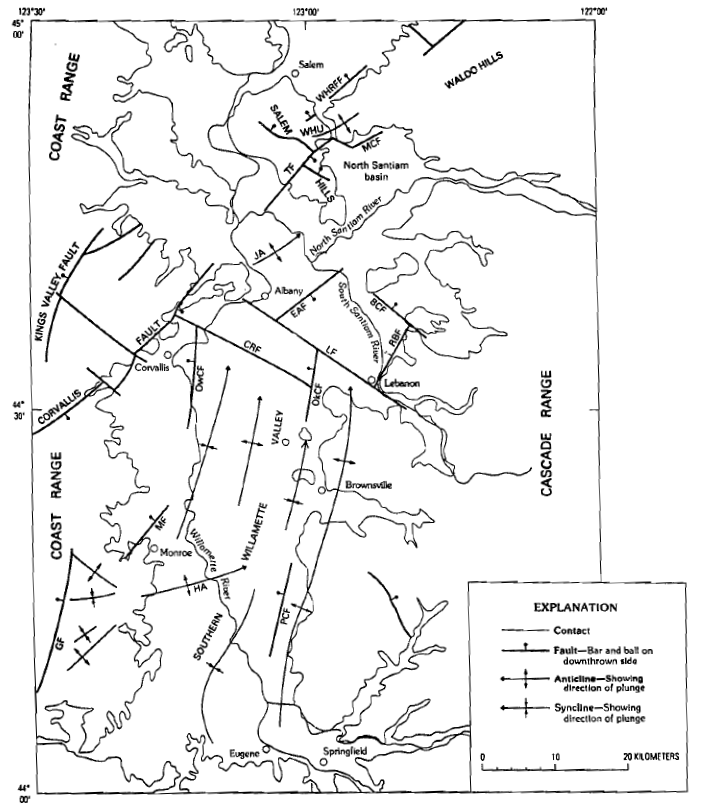 123°30'
123°00'
122°00'
45°
00'
COAST RANGE
Salem
WALDO HILLS
WHRFF
SALEM
WHU
MCF
TF
HILLS
North Santiam
basin
North Santiam River
JA
KINGS VALLEY FAULT
Albany
EAF
South Santiam River
BCF
RBF
FAULT
CRF
LF
Corvallis
OwCF
OkCF
Lebanon
CORVALLIS
44°
30'
CASCADE RANGE
VALLEY
COAST RANGE
Brownsville
MF
Monroe
Willamette
River
WILLAMETTE
HA
SOUTHERN
PCF
GF
Eugene
Springfield
44°
00'
EXPLANATION
Contact
Fault—Bar and ball on
downthrown side
Anticline—Showing
direction of plunge
Syncline—Showing
direction of plunge
0 10 20 KILOMETERS